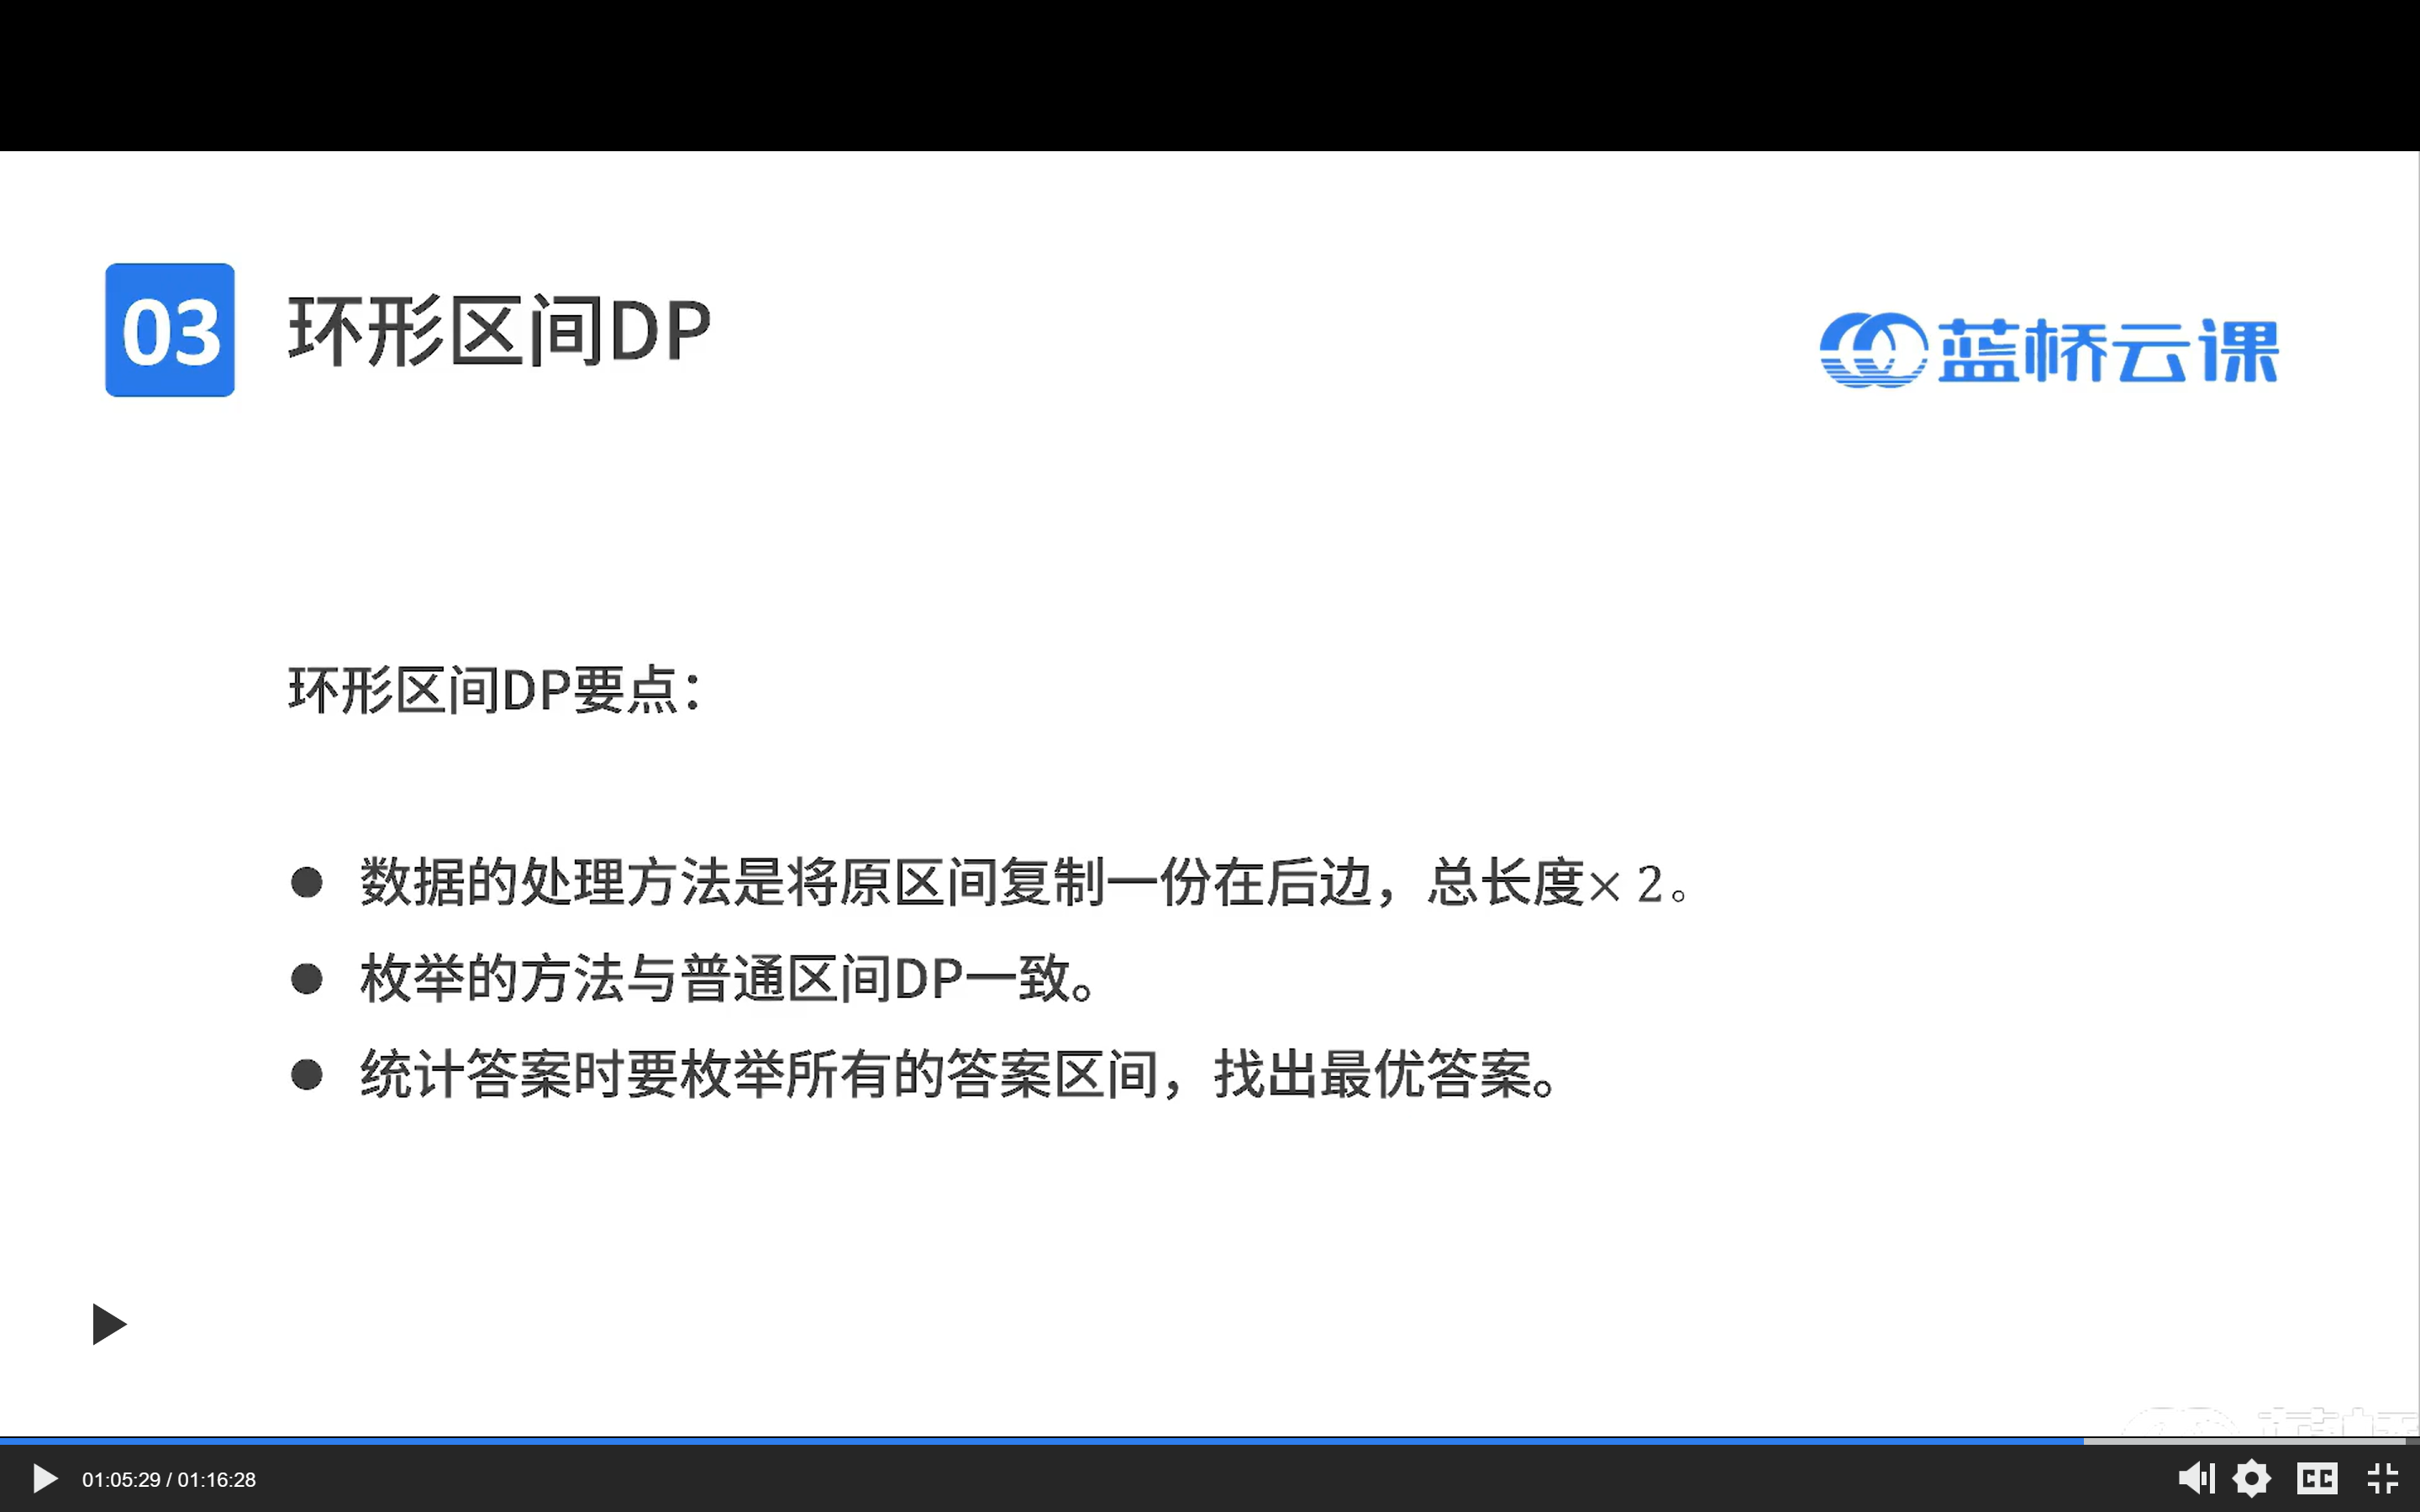 03 环形区间DP
蓝桥云课
环形区间DP要点：
● 数据的处理方法是将原区间复制一份在后边，总长度× 2。
● 枚举的方法与普通区间DP一致。
● 统计答案时要枚举所有的答案区间，找出最优答案。
01:05:29 / 01:16:28
CC